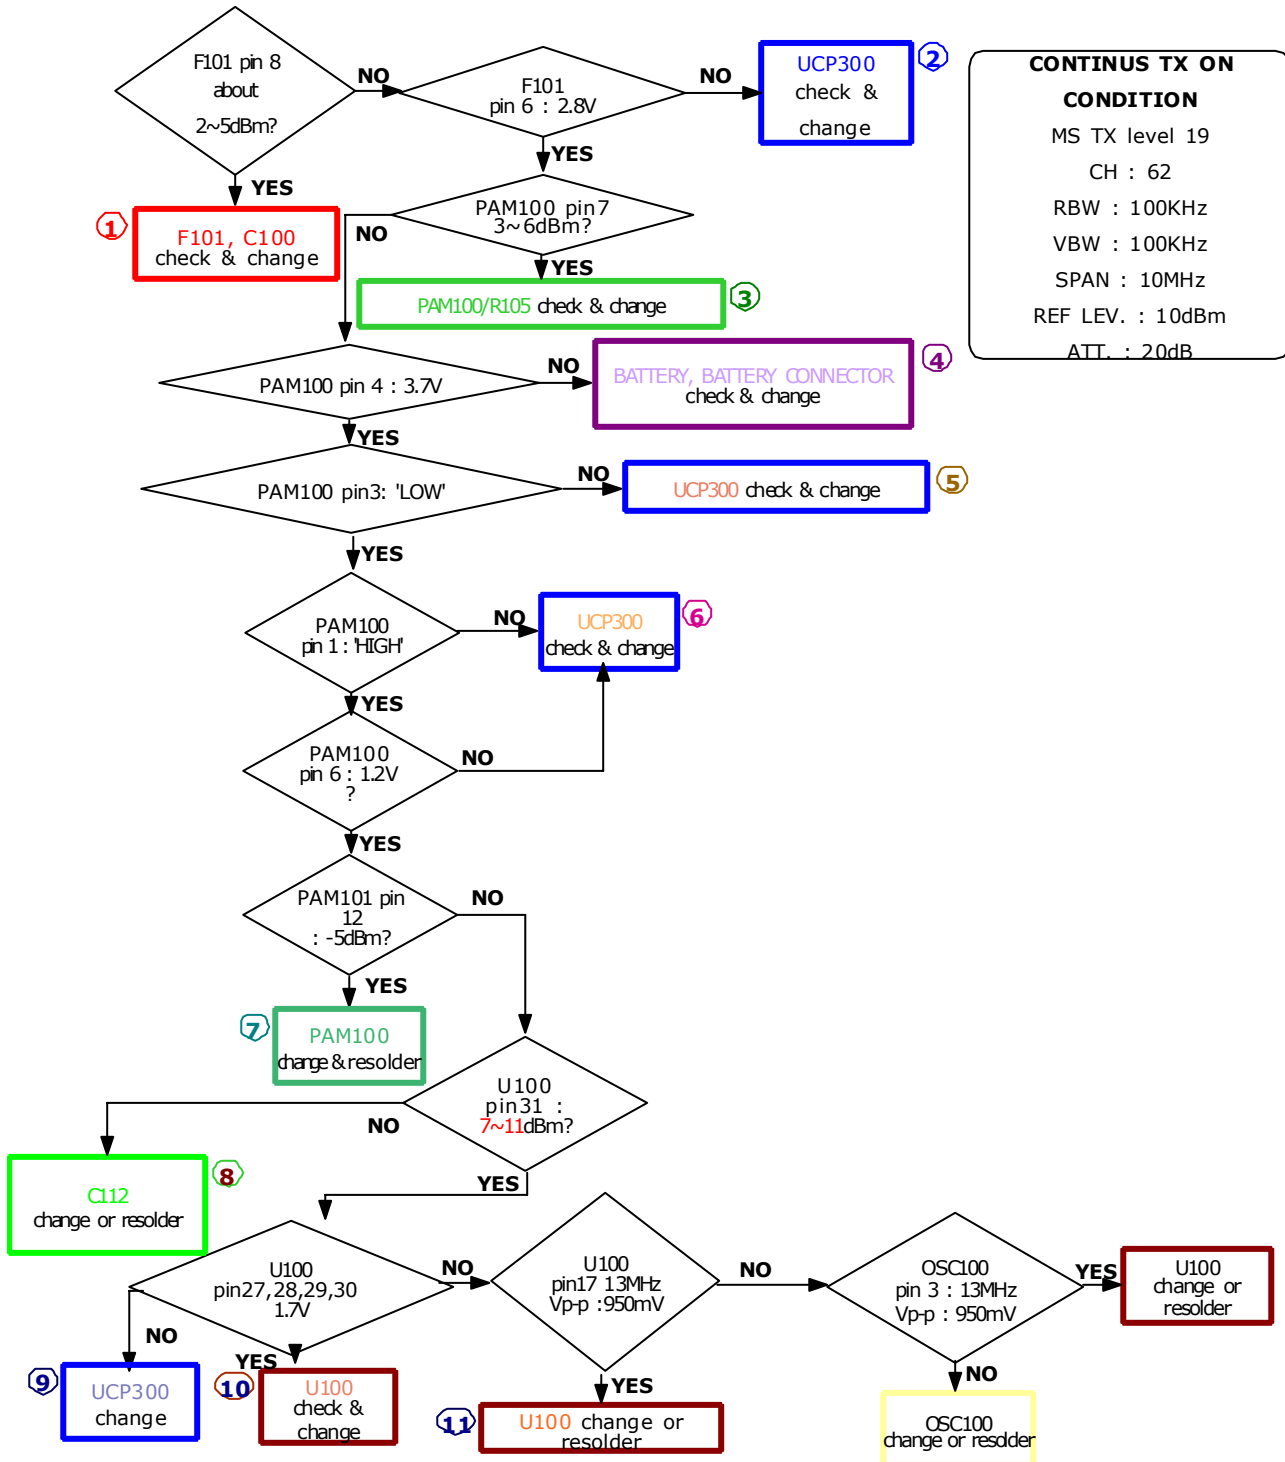 F101 pin 8
about
2~5dBm?
NO
F101
pin 6 : 2.8V
NO
UCP300
check &
change
2
CONTINUS TX ON
CONDITION
MS TX level 19
CH : 62
RBW : 100KHz
VBW : 100KHz
SPAN : 10MHz
REF LEV. : 10dBm
ATT. : 20dB
YES
YES
1
F101, C100
check & change
PAM100 pin7
3~6dBm?
NO
YES
PAM100/R105 check & change
3
PAM100 pin 4 : 3.7V
NO
BATTERY, BATTERY CONNECTOR
check & change
4
YES
PAM100 pin3: 'LOW'
NO
UCP300 check & change
5
YES
PAM100
pin 1 : 'HIGH'
NO
UCP300
check & change
6
YES
PAM100
pin 6 : 1.2V
?
NO
YES
PAM101 pin
12
: -5dBm?
NO
YES
7
PAM100
change & resolder
U100
pin31 :
7~11dBm?
NO
YES
C112
change or resolder
8
U100
pin27,28,29,30
1.7V
NO
U100
pin17 13MHz
Vp-p :950mV
NO
OSC100
pin 3 : 13MHz
Vp-p : 950mV
YES
U100
change or
resolder
NO
YES
9
UCP300
change
10
U100
check &
change
YES
11
U100 change or
resolder
NO
OSC100
change or resolder